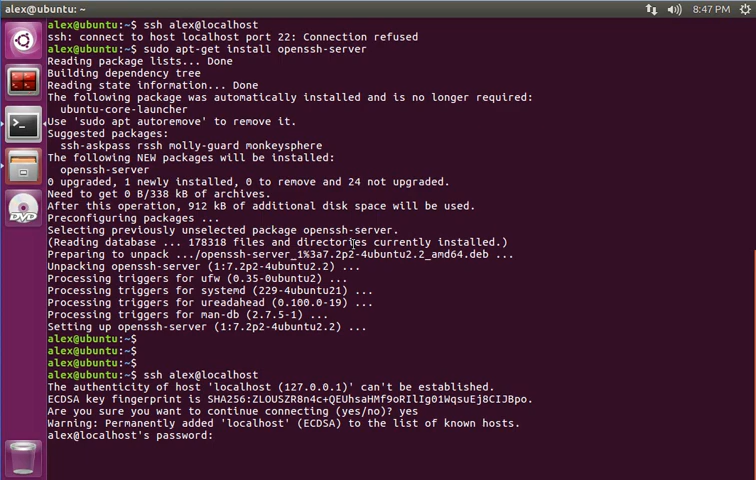 alex@ubuntu: ~
8:47 PM
alex@ubuntu:~$ ssh alex@localhost
ssh: connect to host localhost port 22: Connection refused
alex@ubuntu:~$ sudo apt-get install openssh-server
Reading package lists... Done
Building dependency tree
Reading state information... Done
The following package was automatically installed and is no longer required:
  ubuntu-core-launcher
Use 'sudo apt autoremove' to remove it.
Suggested packages:
  ssh-askpass rssh molly-guard monkeysphere
The following NEW packages will be installed:
  openssh-server
0 upgraded, 1 newly installed, 0 to remove and 24 not upgraded.
Need to get 0 B/338 kB of archives.
After this operation, 912 kB of additional disk space will be used.
Preconfiguring packages ...
Selecting previously unselected package openssh-server.
(Reading database ... 178318 files and directories currently installed.)
Preparing to unpack .../openssh-server_1%3a7.2p2-4ubuntu2.2_amd64.deb ...
Unpacking openssh-server (1:7.2p2-4ubuntu2.2) ...
Processing triggers for ufw (0.35-0ubuntu2) ...
Processing triggers for systemd (229-4ubuntu21) ...
Processing triggers for ureadahead (0.100.0-19) ...
Processing triggers for man-db (2.7.5-1) ...
Setting up openssh-server (1:7.2p2-4ubuntu2.2) ...
alex@ubuntu:~$
alex@ubuntu:~$
alex@ubuntu:~$
alex@ubuntu:~$ ssh alex@localhost
The authenticity of host 'localhost (127.0.0.1)' can't be established.
ECDSA key fingerprint is SHA256:ZLOUSZR8n4c+QEUhsaHMf9oRIlIg01WqsuEj8CIJBpo.
Are you sure you want to continue connecting (yes/no)? yes
Warning: Permanently added 'localhost' (ECDSA) to the list of known hosts.
alex@localhost's password:
DVD